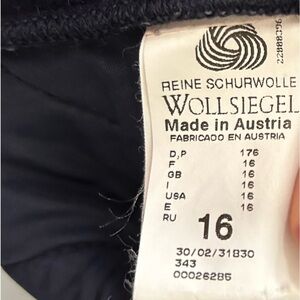 REINE SCHURWOLLE
WOLLSIEGEL
Made in Austria
FABRICADO EN AUSTRIA
D,P 176
F 16
GB 16
I 16
USA 16
E 16
RU
16
30/02/31830
343
00026285